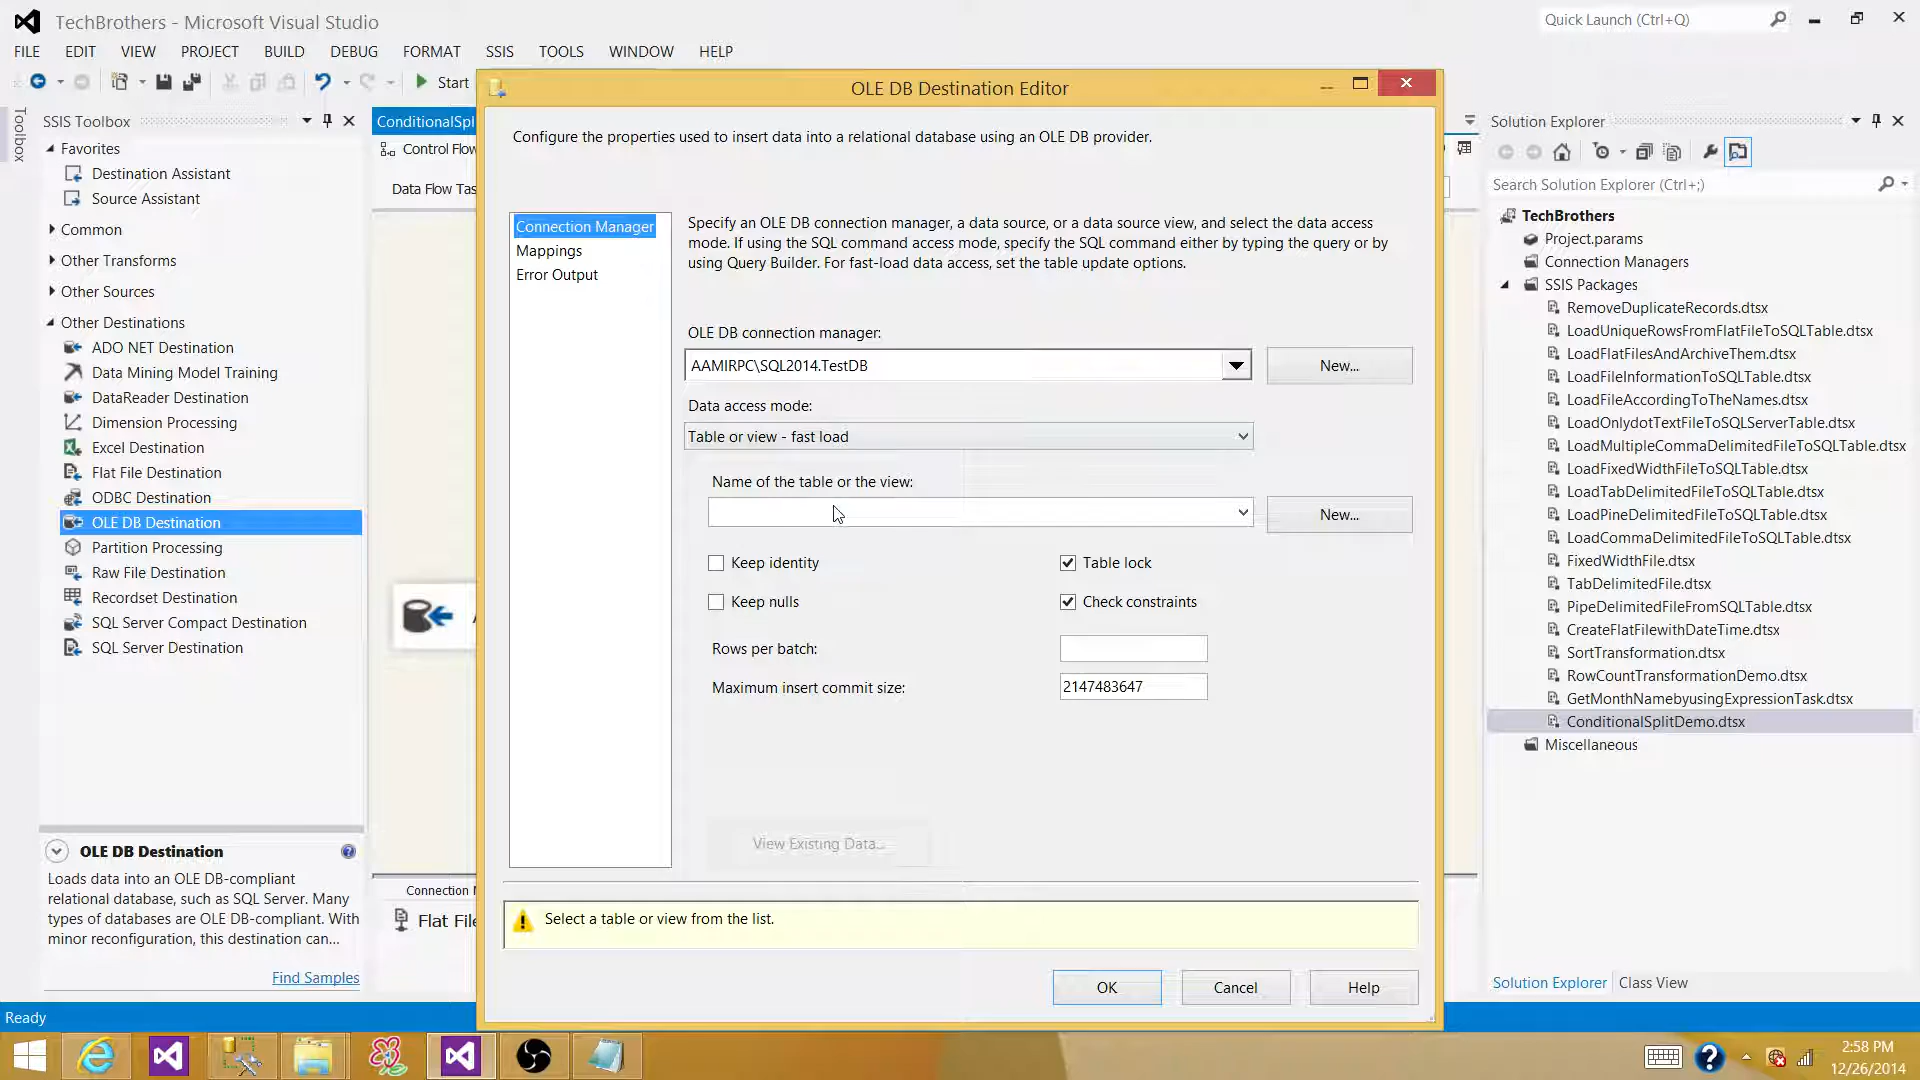 TechBrothers - Microsoft Visual Studio
Quick Launch (Ctrl+Q)
FILE EDIT VIEW PROJECT BUILD DEBUG FORMAT SSIS TOOLS WINDOW HELP
Start
Toolbox
SSIS Toolbox
Favorites
Destination Assistant
Source Assistant
Common
Other Transforms
Other Sources
Other Destinations
ADO NET Destination
Data Mining Model Training
DataReader Destination
Dimension Processing
Excel Destination
Flat File Destination
ODBC Destination
OLE DB Destination
Partition Processing
Raw File Destination
Recordset Destination
SQL Server Compact Destination
SQL Server Destination
OLE DB Destination
Loads data into an OLE DB-compliant
relational database, such as SQL Server. Many
types of databases are OLE DB-compliant. With
minor reconfiguration, this destination can...
Find Samples
ConditionalSpl
Control Flow
Data Flow Tas
Connection
Flat File
OLE DB Destination Editor
Configure the properties used to insert data into a relational database using an OLE DB provider.
Connection Manager
Mappings
Error Output
Specify an OLE DB connection manager, a data source, or a data source view, and select the data access
mode. If using the SQL command access mode, specify the SQL command either by typing the query or by
using Query Builder. For fast-load data access, set the table update options.
OLE DB connection manager:
AAMIRPC\SQL2014.TestDB
New...
Data access mode:
Table or view - fast load
Name of the table or the view:
New...
Keep identity
Table lock
Keep nulls
Check constraints
Rows per batch:
Maximum insert commit size:
2147483647
View Existing Data...
Select a table or view from the list.
OK
Cancel
Help
Solution Explorer
Search Solution Explorer (Ctrl+;)
TechBrothers
Project.params
Connection Managers
SSIS Packages
RemoveDuplicateRecords.dtsx
LoadUniqueRowsFromFlatFileToSQLTable.dtsx
LoadFlatFilesAndArchiveThem.dtsx
LoadFileInformationToSQLTable.dtsx
LoadFileAccordingToTheNames.dtsx
LoadOnlydotTextFileToSQLServerTable.dtsx
LoadMultipleCommaDelimitedFileToSQLTable.dtsx
LoadFixedWidthFileToSQLTable.dtsx
LoadTabDelimitedFileToSQLTable.dtsx
LoadPineDelimitedFileToSQLTable.dtsx
LoadCommaDelimitedFileToSQLTable.dtsx
FixedWidthFile.dtsx
TabDelimitedFile.dtsx
PipeDelimitedFileFromSQLTable.dtsx
CreateFlatFilewithDateTime.dtsx
SortTransformation.dtsx
RowCountTransformationDemo.dtsx
GetMonthNamebyusingExpressionTask.dtsx
ConditionalSplitDemo.dtsx
Miscellaneous
Solution Explorer Class View
Ready
2:58 PM
12/26/2014